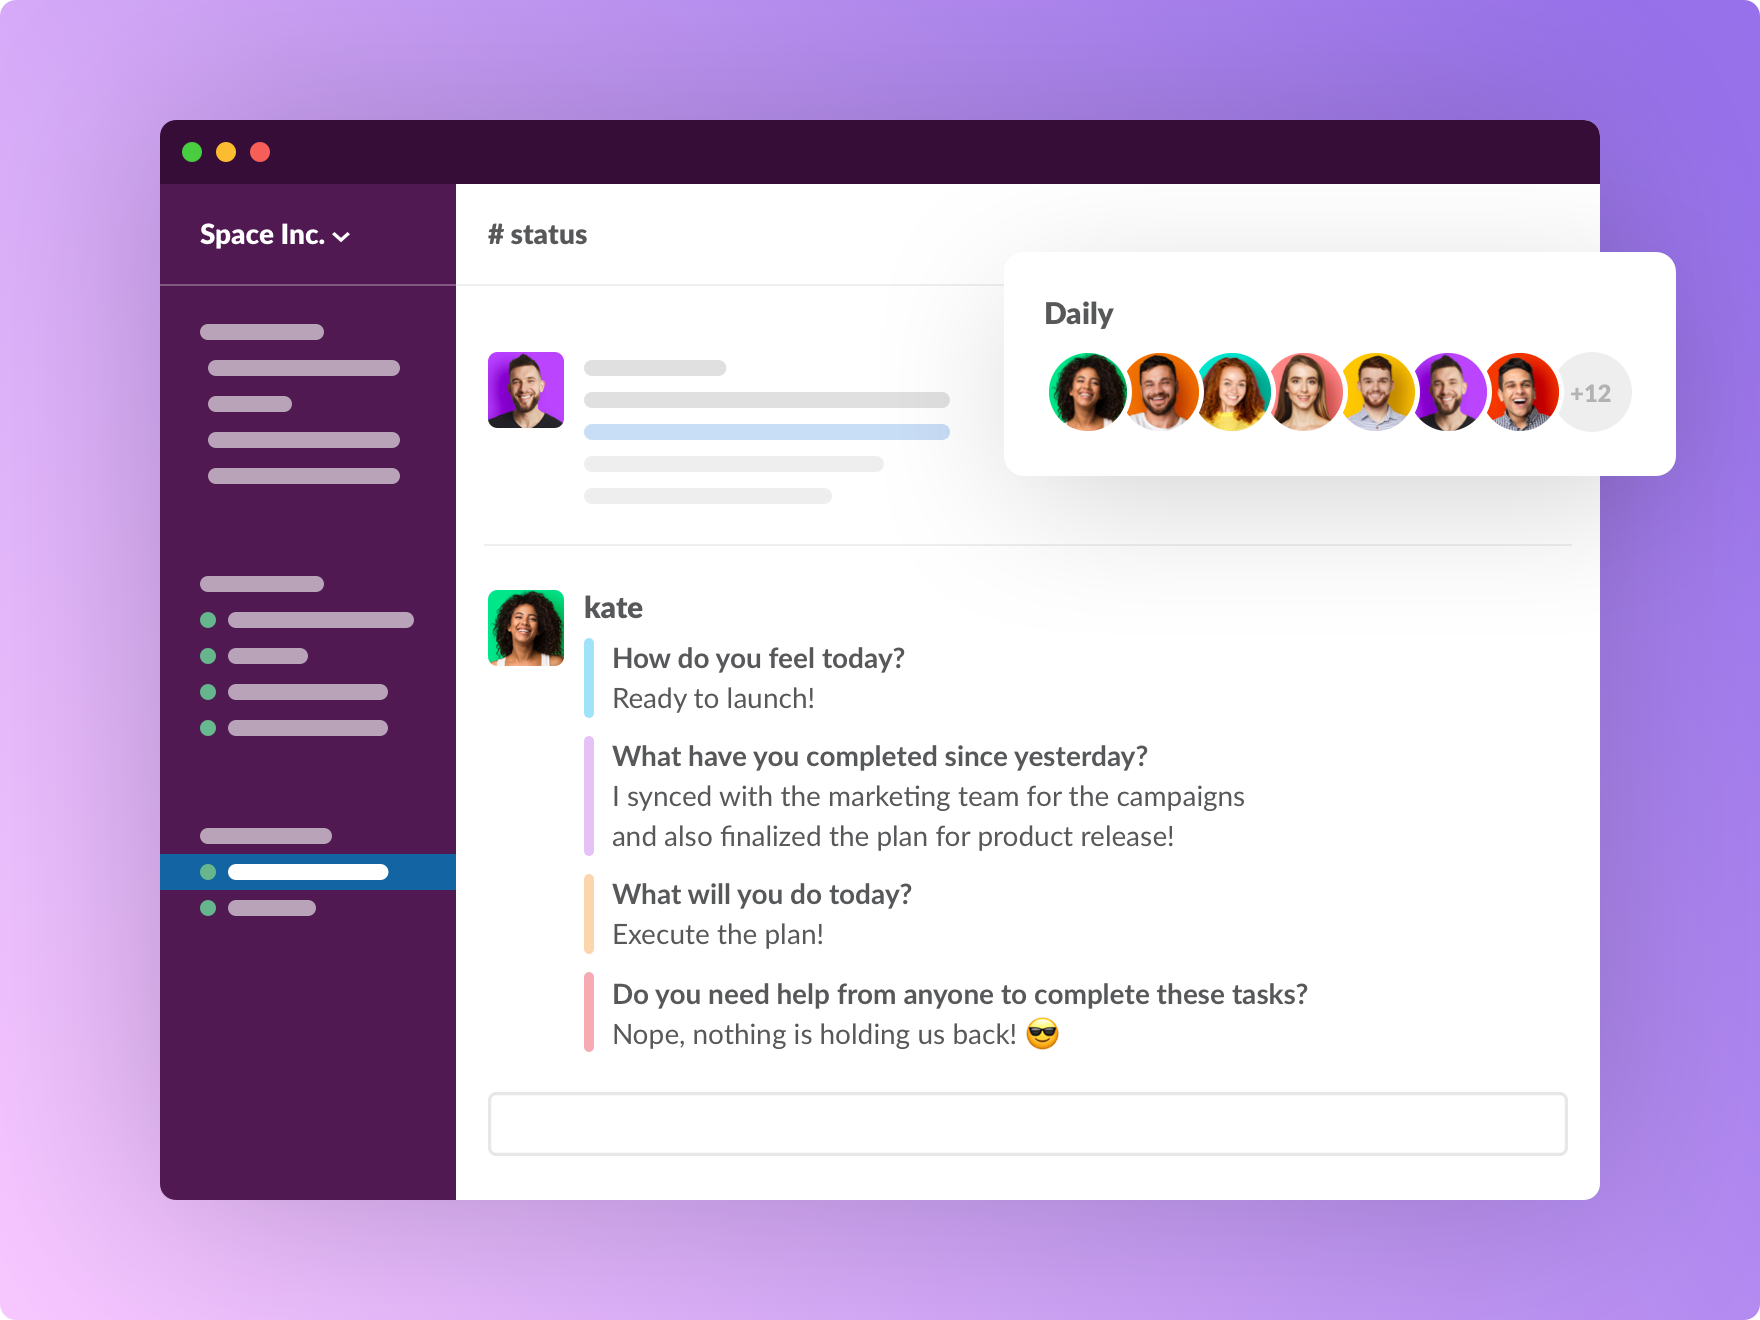 Space Inc.
# status
Daily
+12
kate
How do you feel today?
Ready to launch!
What have you completed since yesterday?
I synced with the marketing team for the campaigns
and also finalized the plan for product release!
What will you do today?
Execute the plan!
Do you need help from anyone to complete these tasks?
Nope, nothing is holding us back! 😎